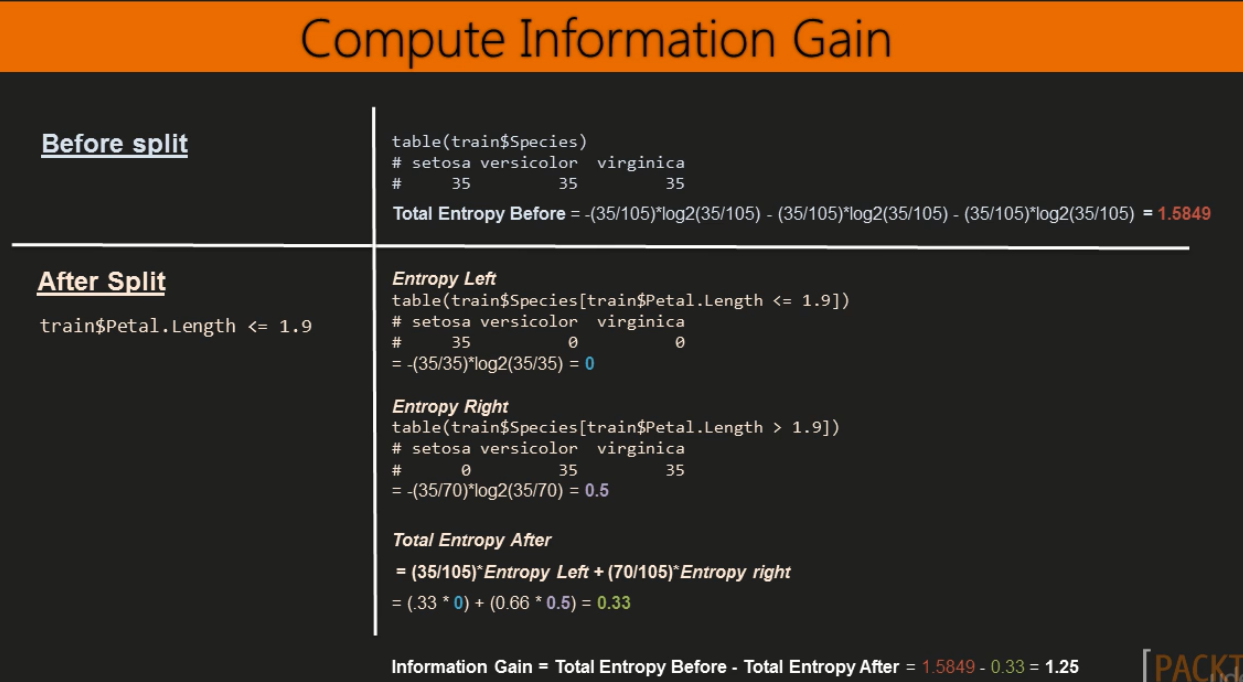 Compute Information Gain
Before split
table(train$Species)
# setosa versicolor  virginica
#     35         35         35
Total Entropy Before = -(35/105)*log2(35/105) - (35/105)*log2(35/105) - (35/105)*log2(35/105) = 1.5849
After Split
train$Petal.Length <= 1.9
Entropy Left
table(train$Species[train$Petal.Length <= 1.9])
# setosa versicolor  virginica
#     35          0          0
= -(35/35)*log2(35/35) = 0
Entropy Right
table(train$Species[train$Petal.Length > 1.9])
# setosa versicolor  virginica
#      0         35         35
= -(35/70)*log2(35/70) = 0.5
Total Entropy After
= (35/105)*Entropy Left + (70/105)*Entropy right
= (.33 * 0) + (0.66 * 0.5) = 0.33
Information Gain = Total Entropy Before - Total Entropy After = 1.5849 - 0.33 = 1.25
[PACKT